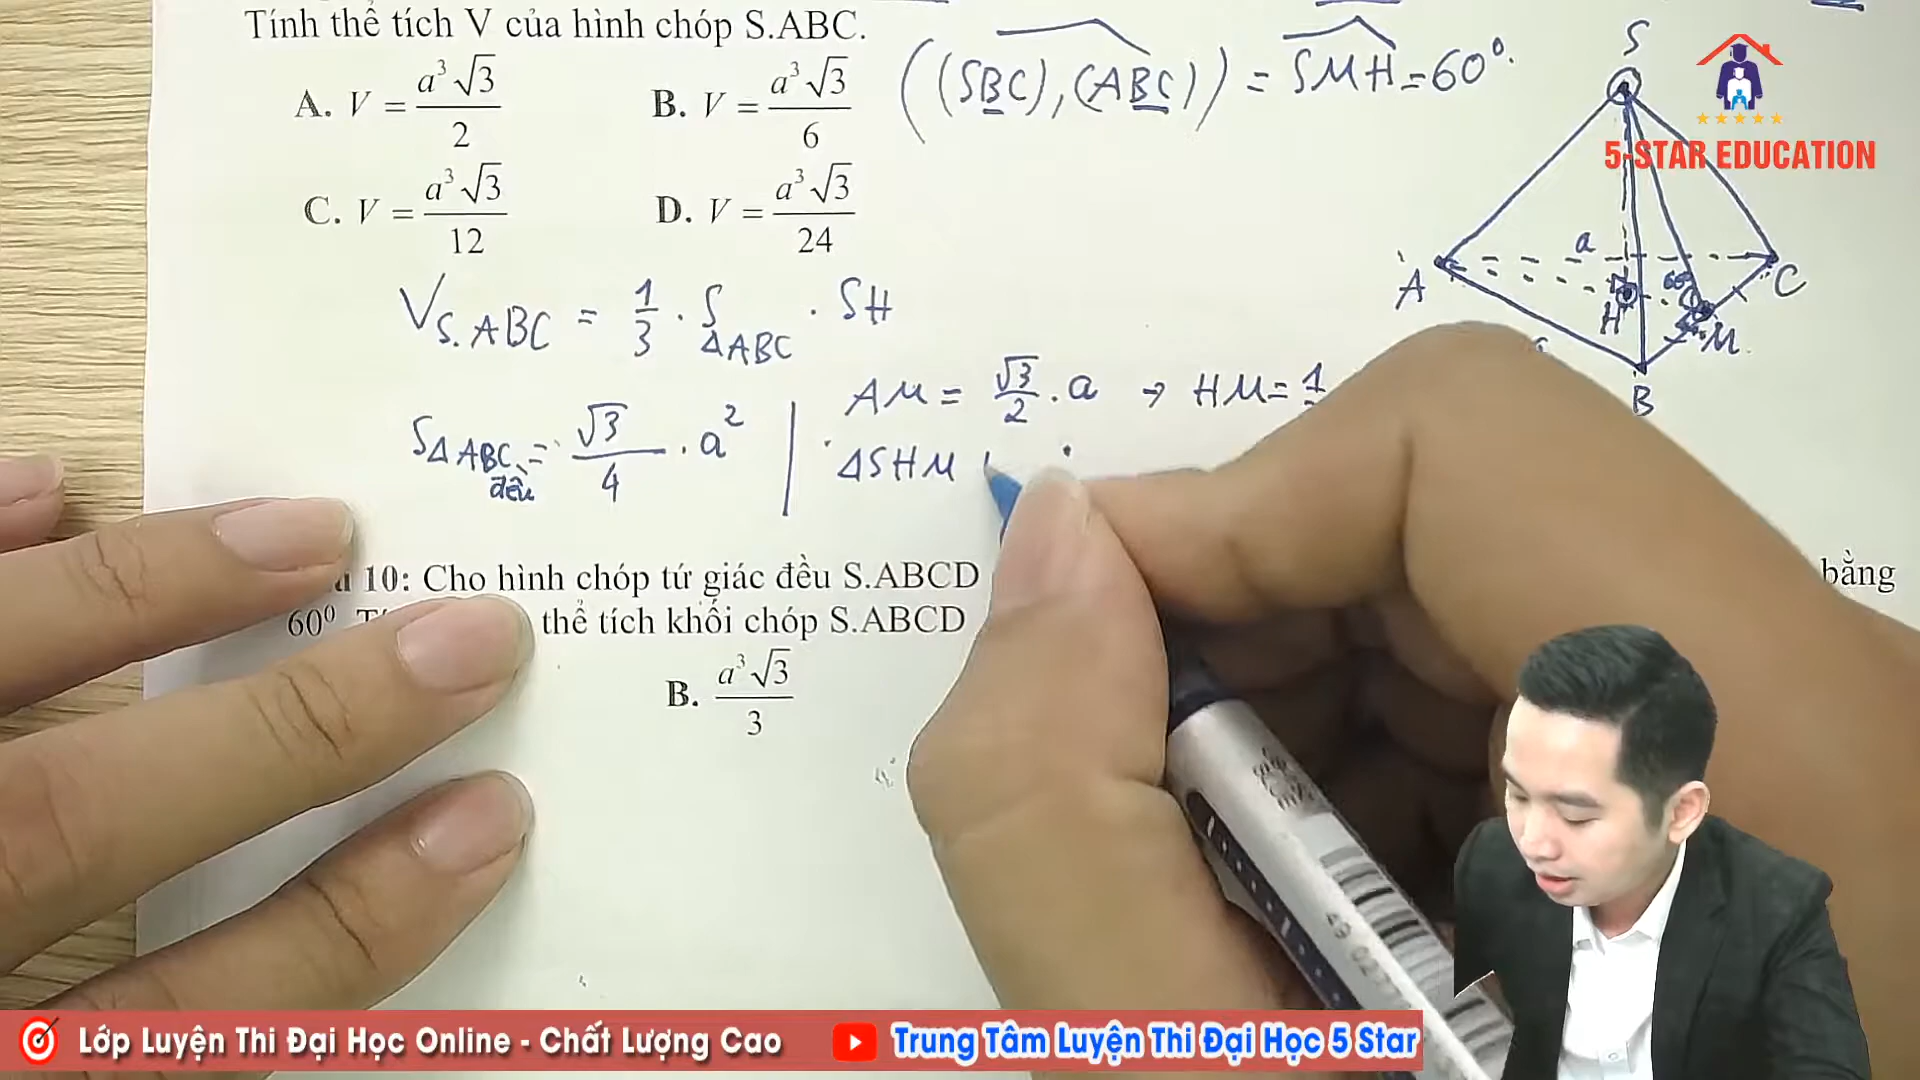 Tính thể tích V của hình chóp S.ABC.
((SBC),(ABC)) = SMH = 60°.
A. V = a³√3/2
B. V = a³√3/6
C. V = a³√3/12
D. V = a³√3/24
S
5-STAR EDUCATION
A a C
H 60° M
B
V S.ABC = 1/3 . S ΔABC . SH
AM = √3/2 . a → HM = 1
S ΔABC đều = √3/4 . a²
ΔSHM
10: Cho hình chóp tứ giác đều S.ABCD bằng
60⁰ thể tích khối chóp S.ABCD
B. a³√3/3
Lớp Luyện Thi Đại Học Online - Chất Lượng Cao
Trung Tâm Luyện Thi Đại Học 5 Star